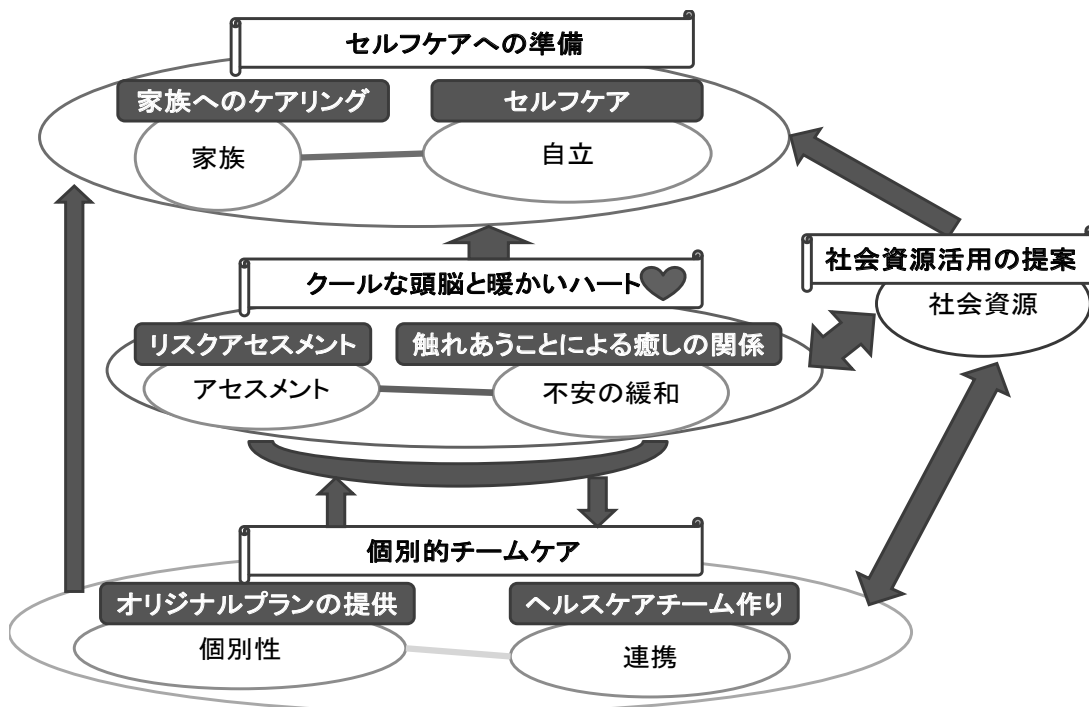 セルフケアへの準備
家族へのケアリング
セルフケア
家族
自立
社会資源活用の提案
社会資源
クールな頭脳と暖かいハート
リスクアセスメント
触れあうことによる癒しの関係
アセスメント
不安の緩和
個別的チームケア
オリジナルプランの提供
ヘルスケアチーム作り
個別性
連携